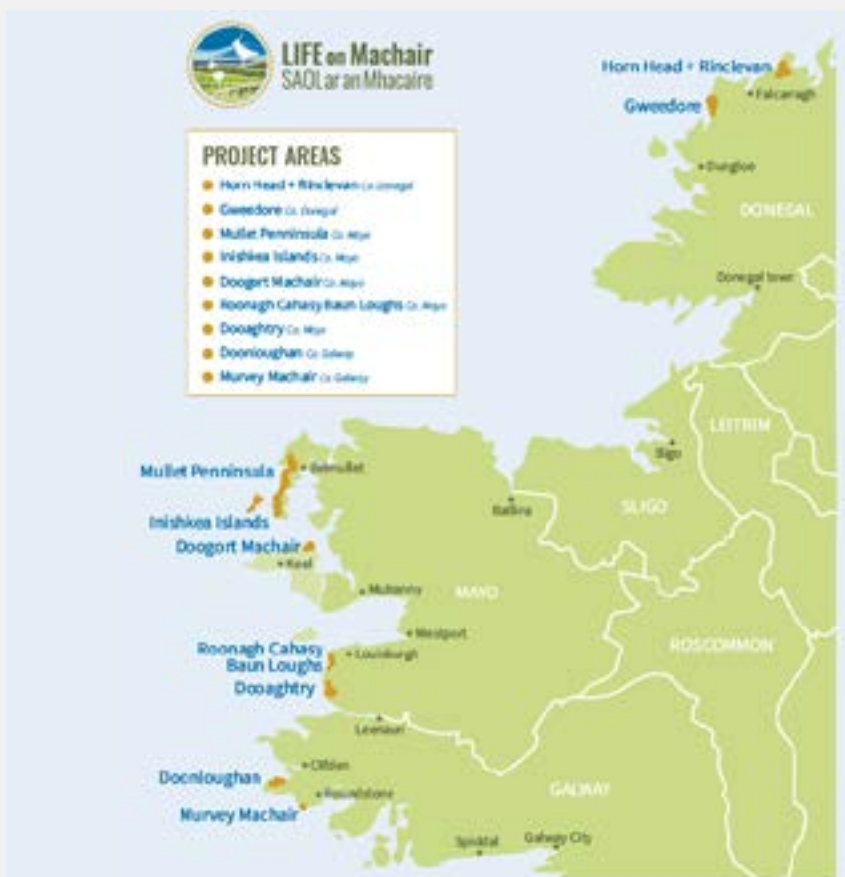 LIFE on Machair
SAOL ar an Mhacaire
PROJECT AREAS
Horn Head + Rinclevan Co. Donegal
Gweedore Co. Donegal
Mullet Penninsula Co. Mayo
Inishkea Islands Co. Mayo
Doogort Machair Co. Mayo
Roonagh Cahasy Baun Loughs Co. Mayo
Dooaghtry Co. Mayo
Doonloughan Co. Galway
Murvey Machair Co. Galway
Horn Head + Rinclevan
Falcarragh
Gweedore
Dungloe
DONEGAL
Donegal town
LEITRIM
Sligo
SLIGO
Mullet Penninsula
Belmullet
Ballina
Inishkea Islands
Doogort Machair
Keel
Mulranny
MAYO
Westport
ROSCOMMON
Roonagh Cahasy
Baun Loughs
Louisburgh
Dooaghtry
Leenaun
Clifden
Doonloughan
Roundstone
GALWAY
Murvey Machair
Spiddal
Galway City